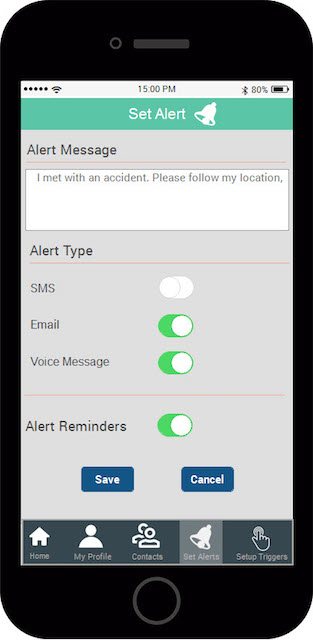 15:00 PM 80%
Set Alert
Alert Message
I met with an accident. Please follow my location,
Alert Type
SMS
Email
Voice Message
Alert Reminders
Save Cancel
Home My Profile Contacts Set Alerts Setup Triggers